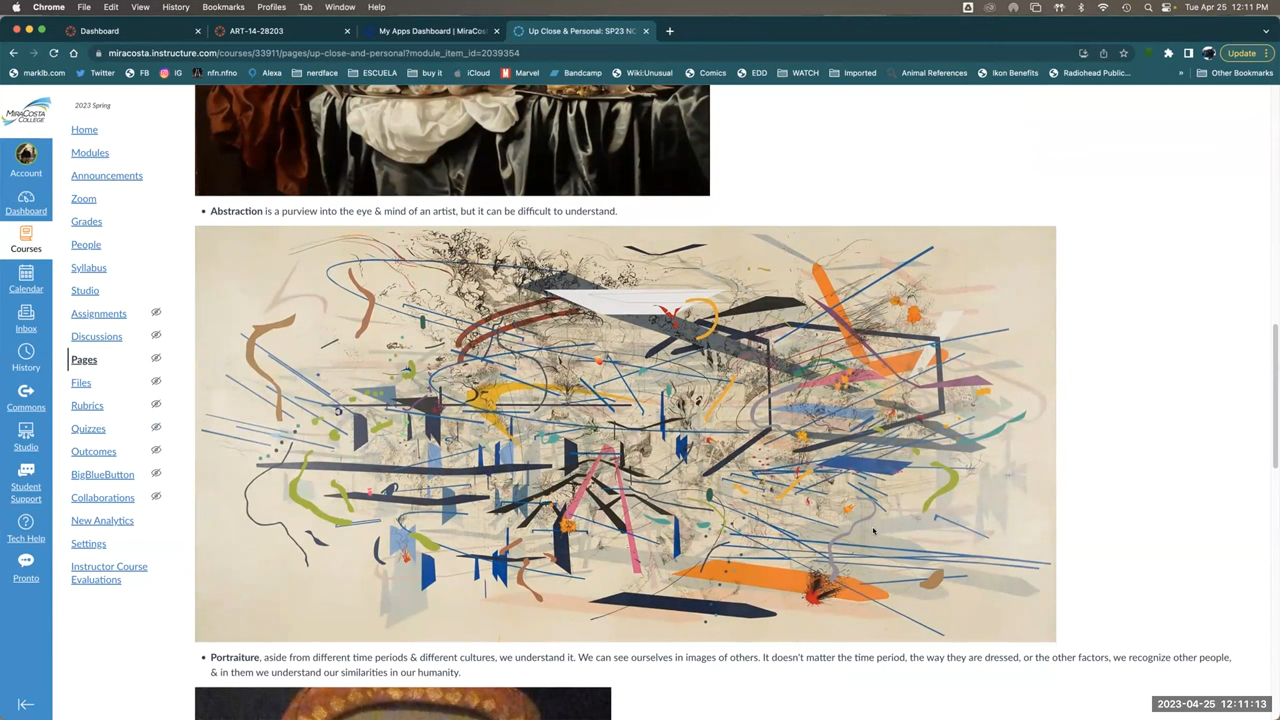 Chrome File Edit View History Bookmarks Profiles Tab Window Help Tue Apr 25 12:11 PM
Dashboard ART-14-28203 My Apps Dashboard | MiraCos Up Close & Personal: SP23 NO
miracosta.instructure.com/courses/33911/pages/up-close-and-personal?module_item_id=2039354 Update
marklb.com Twitter FB IG nfn.nfno Alexa nerdface ESCUELA buy it iCloud Marvel Bandcamp Wiki:Unusual Comics EDD WATCH Imported Animal References Ikon Benefits Radiohead Public... » Other Bookmarks
MIRACOSTA COLLEGE
Account
Dashboard
Courses
Calendar
Inbox
History
Commons
Studio
Student Support
Tech Help
Pronto
2023 Spring
Home
Modules
Announcements
Zoom
Grades
People
Syllabus
Studio
Assignments
Discussions
Pages
Files
Rubrics
Quizzes
Outcomes
BigBlueButton
Collaborations
New Analytics
Settings
Instructor Course
Evaluations
• Abstraction is a purview into the eye & mind of an artist, but it can be difficult to understand.
• Portraiture, aside from different time periods & different cultures, we understand it. We can see ourselves in images of others. It doesn't matter the time period, the way they are dressed, or the other factors, we recognize other people,
& in them we understand our similarities in our humanity.
2023-04-25 12:11:13